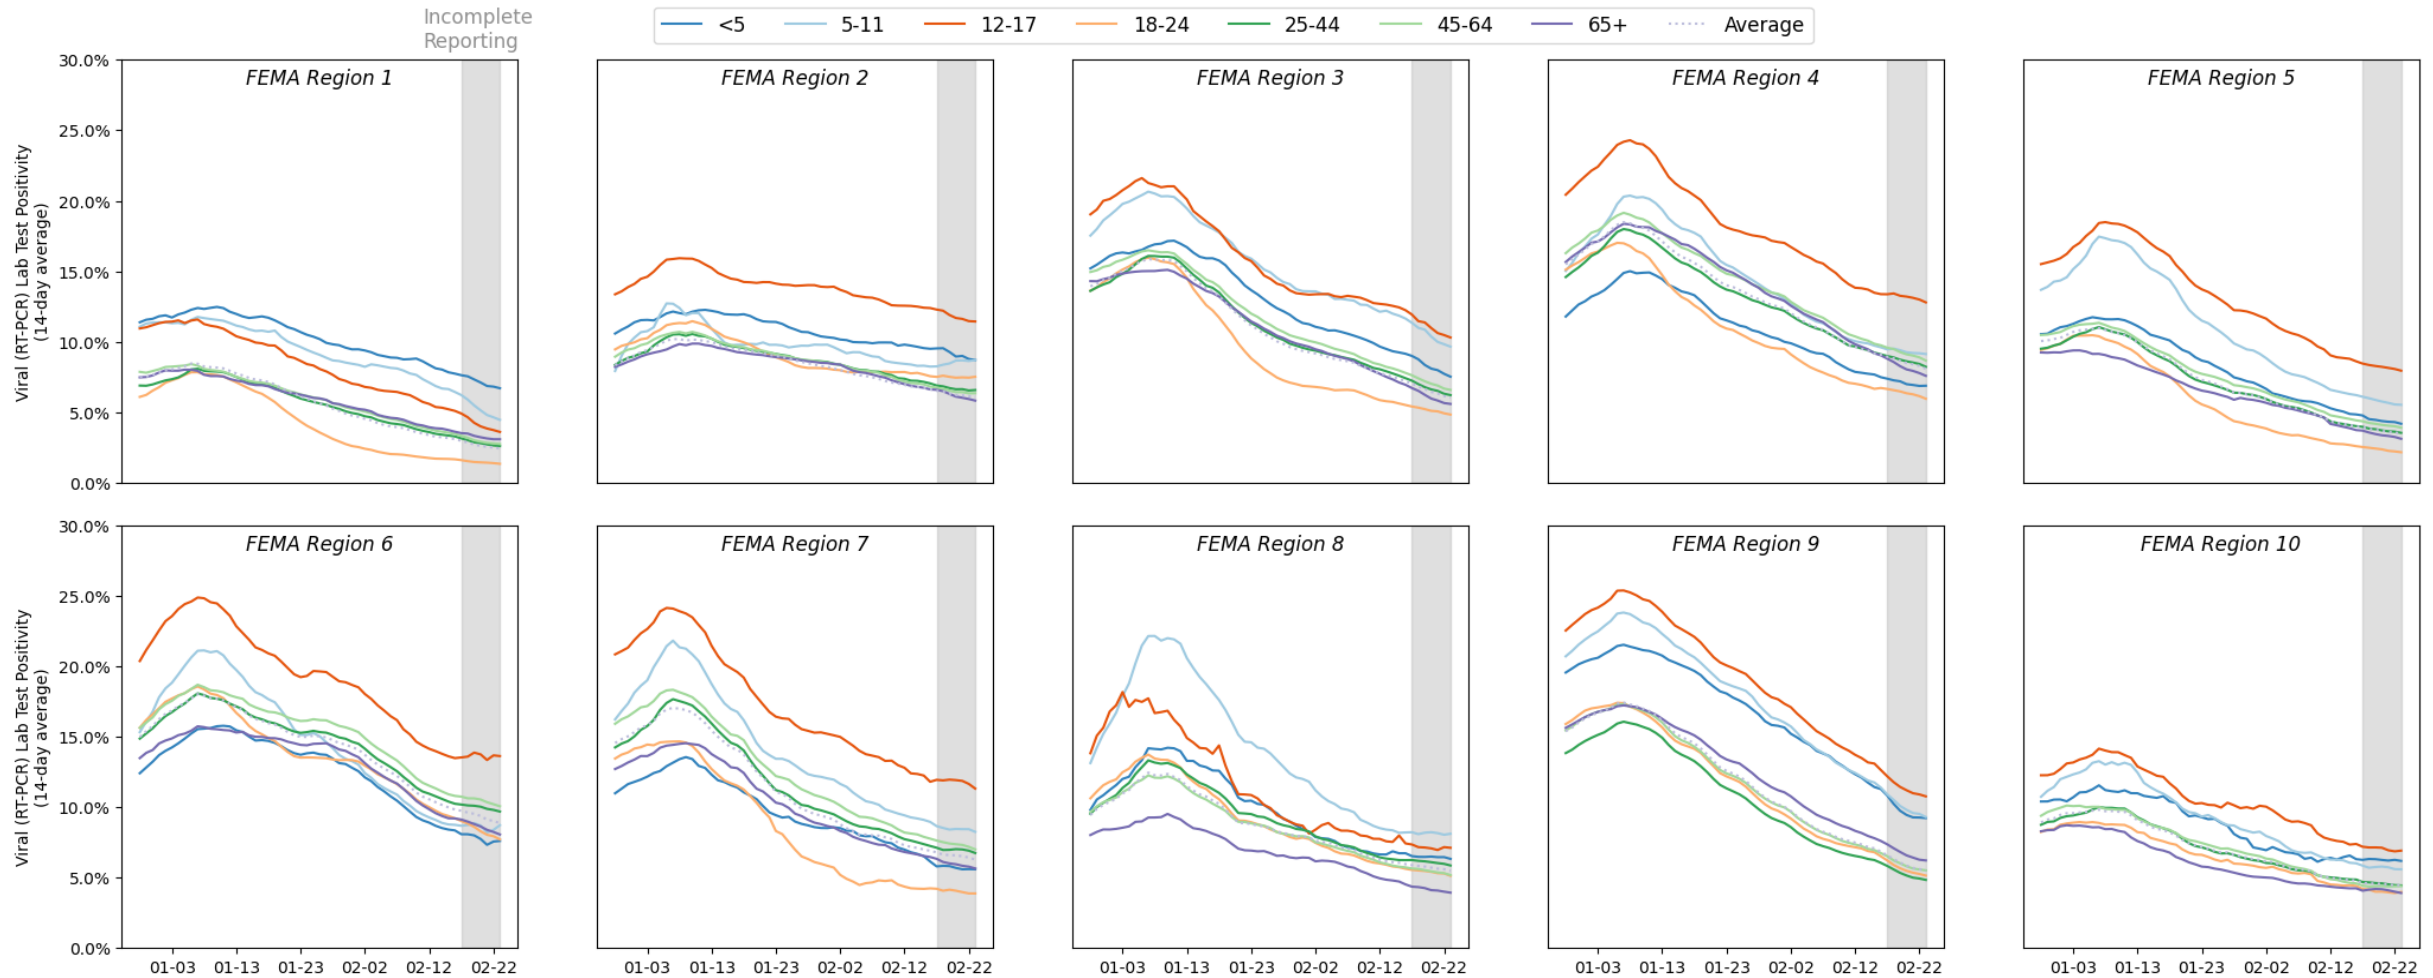 Incomplete
Reporting
<5 5-11 12-17 18-24 25-44 45-64 65+ Average
FEMA Region 1 FEMA Region 2 FEMA Region 3 FEMA Region 4 FEMA Region 5
Viral (RT-PCR) Lab Test Positivity
(14-day average)
30.0%
25.0%
20.0%
15.0%
10.0%
5.0%
0.0%
FEMA Region 6 FEMA Region 7 FEMA Region 8 FEMA Region 9 FEMA Region 10
Viral (RT-PCR) Lab Test Positivity
(14-day average)
30.0%
25.0%
20.0%
15.0%
10.0%
5.0%
0.0%
01-03 01-13 01-23 02-02 02-12 02-22 01-03 01-13 01-23 02-02 02-12 02-22 01-03 01-13 01-23 02-02 02-12 02-22 01-03 01-13 01-23 02-02 02-12 02-22 01-03 01-13 01-23 02-02 02-12 02-22